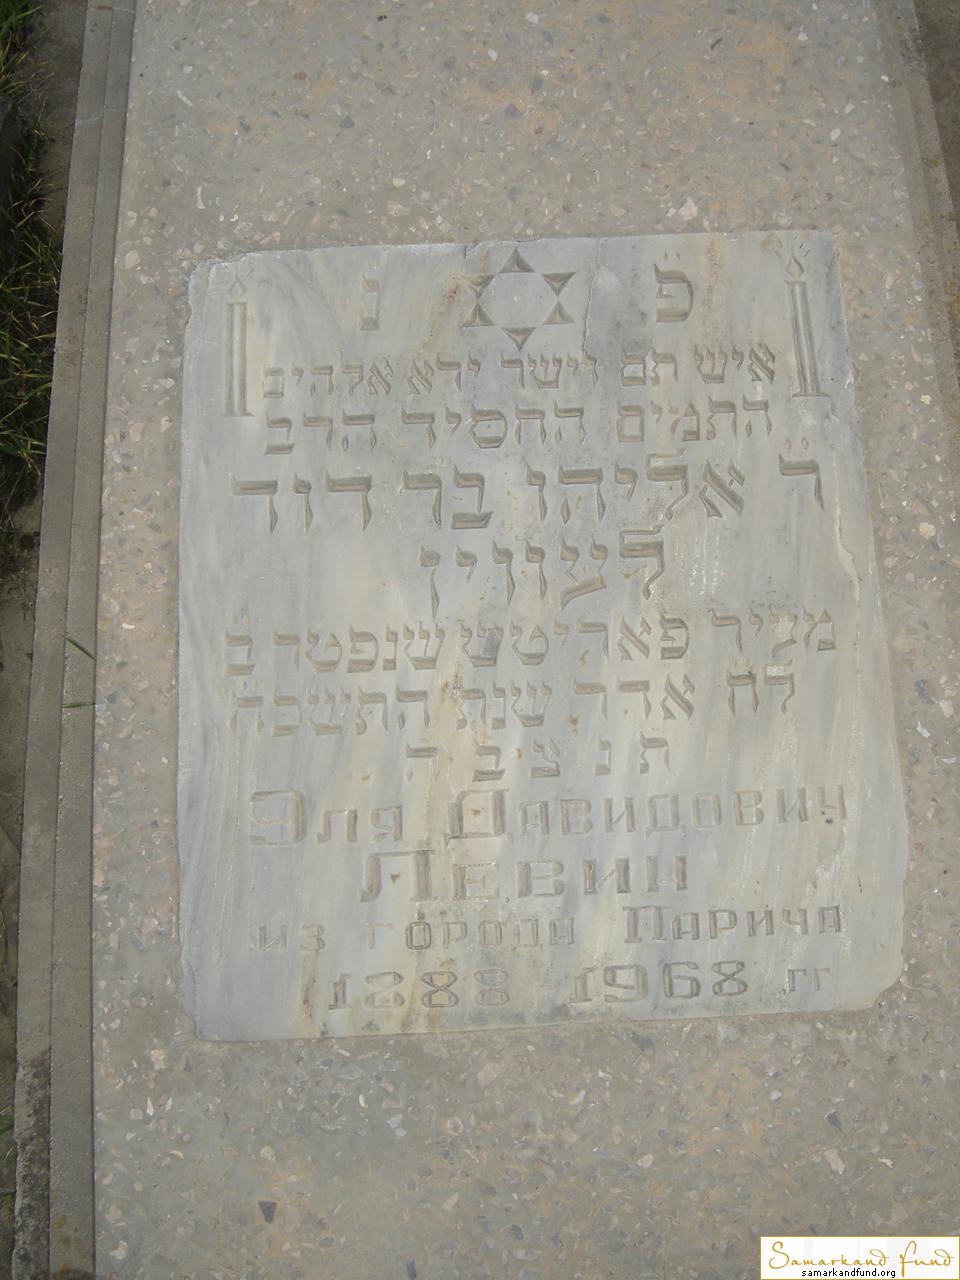 פ נ
איש תם וישר ירא אלהים
התמים החסיד הרב
ר אליהו בר דוד
לעווין
מעיר פאריטש שנפטר ב
לח אדר שנת התשכח
ת נ צ ב ה
Эля Давидович
Левин
из города Парича
1888 1968 гг
Samarkand fund
samarkandfund.org